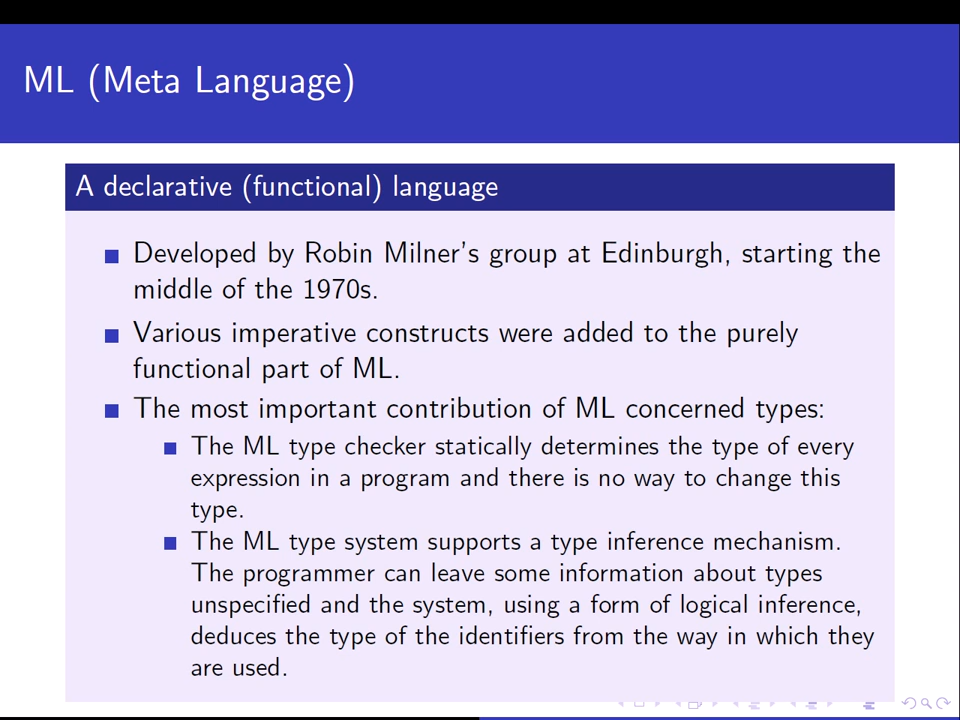 ML (Meta Language)
A declarative (functional) language
Developed by Robin Milner's group at Edinburgh, starting the
middle of the 1970s.
Various imperative constructs were added to the purely
functional part of ML.
The most important contribution of ML concerned types:
The ML type checker statically determines the type of every
expression in a program and there is no way to change this
type.
The ML type system supports a type inference mechanism.
The programmer can leave some information about types
unspecified and the system, using a form of logical inference,
deduces the type of the identifiers from the way in which they
are used.